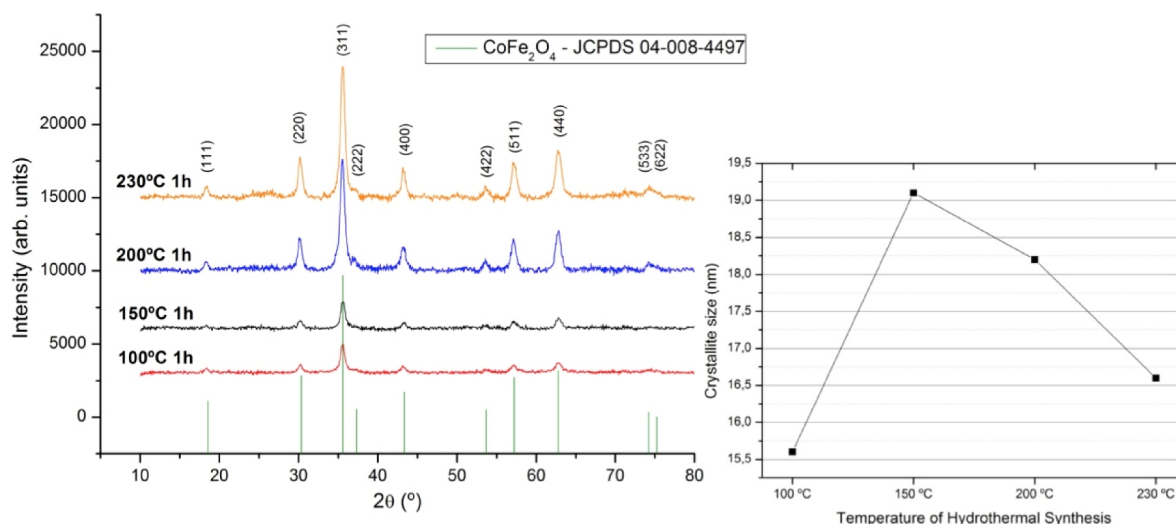 Intensity (arb. units)
25000
20000
15000
10000
5000
0
CoFe₂O₄ - JCPDS 04-008-4497
(111)
(220)
(311)
(222)
(400)
(422)
(511)
(440)
(533)
(622)
230ºC 1h
200ºC 1h
150ºC 1h
100ºC 1h
10 20 30 40 50 60 70 80
2θ (º)
Crystallite size (nm)
19,5
19,0
18,5
18,0
17,5
17,0
16,5
16,0
15,5
100 ºC 150 ºC 200 ºC 230 ºC
Temperature of Hydrothermal Synthesis